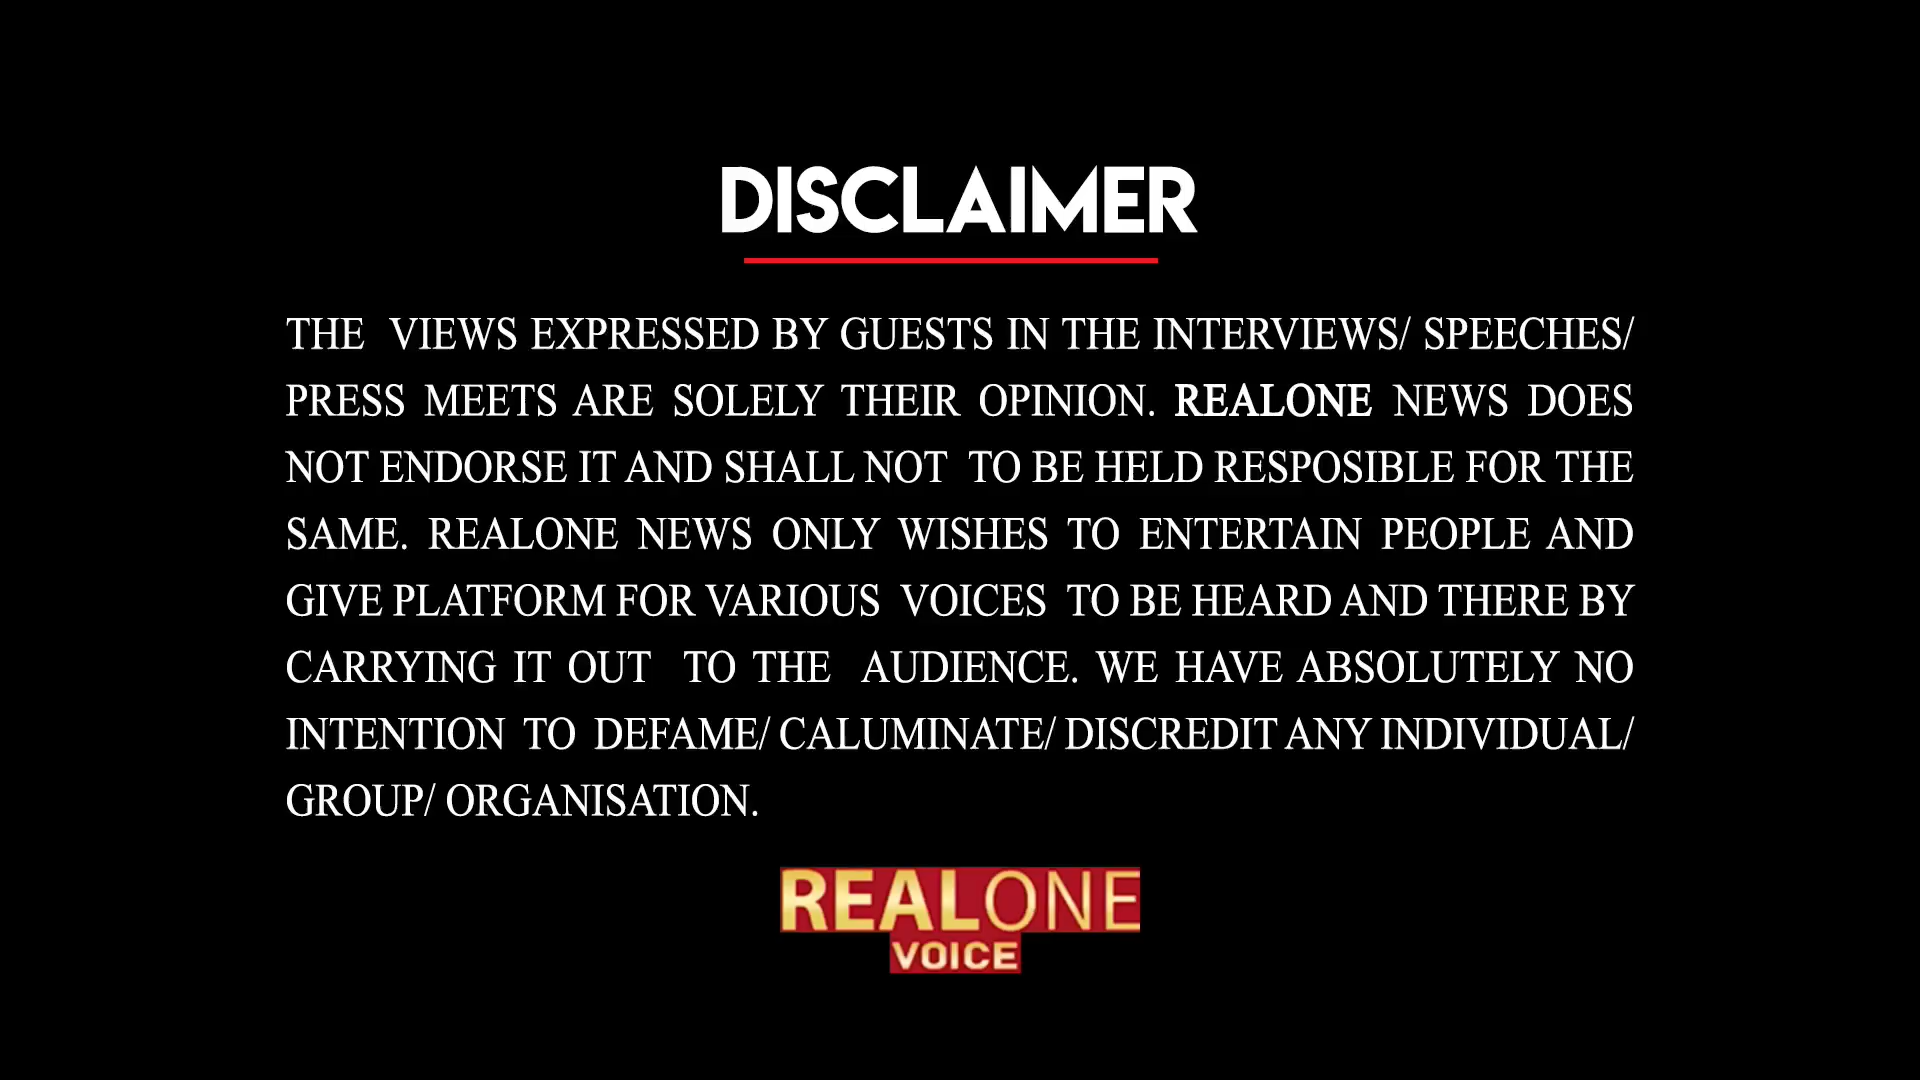 DISCLAIMER
THE VIEWS EXPRESSED BY GUESTS IN THE INTERVIEWS/ SPEECHES/
PRESS MEETS ARE SOLELY THEIR OPINION. REALONE NEWS DOES
NOT ENDORSE IT AND SHALL NOT TO BE HELD RESPOSIBLE FOR THE
SAME. REALONE NEWS ONLY WISHES TO ENTERTAIN PEOPLE AND
GIVE PLATFORM FOR VARIOUS VOICES TO BE HEARD AND THERE BY
CARRYING IT OUT TO THE AUDIENCE. WE HAVE ABSOLUTELY NO
INTENTION TO DEFAME/ CALUMINATE/ DISCREDIT ANY INDIVIDUAL/
GROUP/ ORGANISATION.
REALONE
VOICE